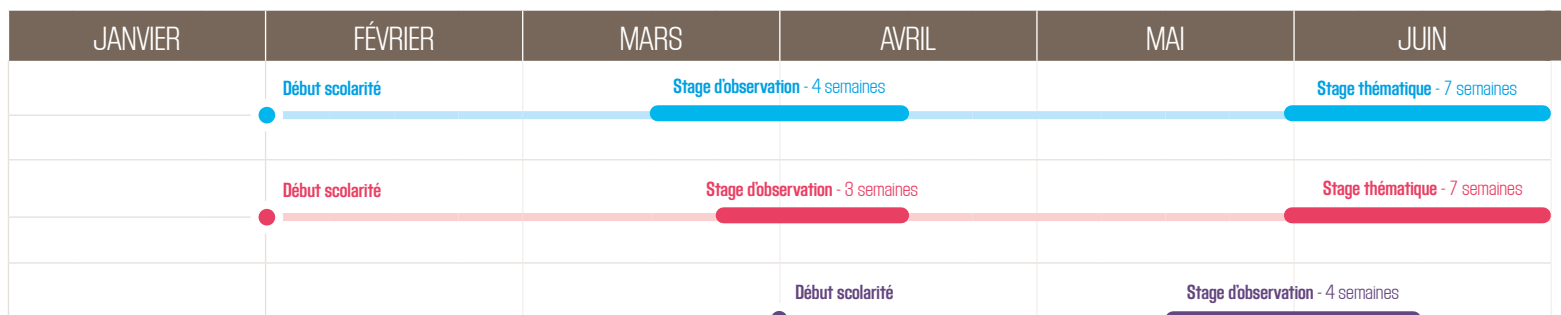 JANVIER FÉVRIER MARS AVRIL MAI JUIN
Début scolarité Stage d'observation - 4 semaines Stage thématique - 7 semaines
Début scolarité Stage d'observation - 3 semaines Stage thématique - 7 semaines
Début scolarité Stage d'observation - 4 semaines